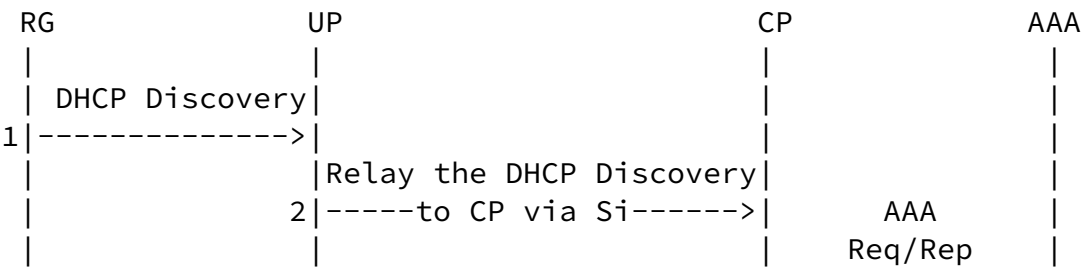 RG UP CP AAA
| | | |
| DHCP Discovery| | |
1|-------------->| | |
| |Relay the DHCP Discovery| |
| 2|-----to CP via Si------>| AAA |
| | | Req/Rep |